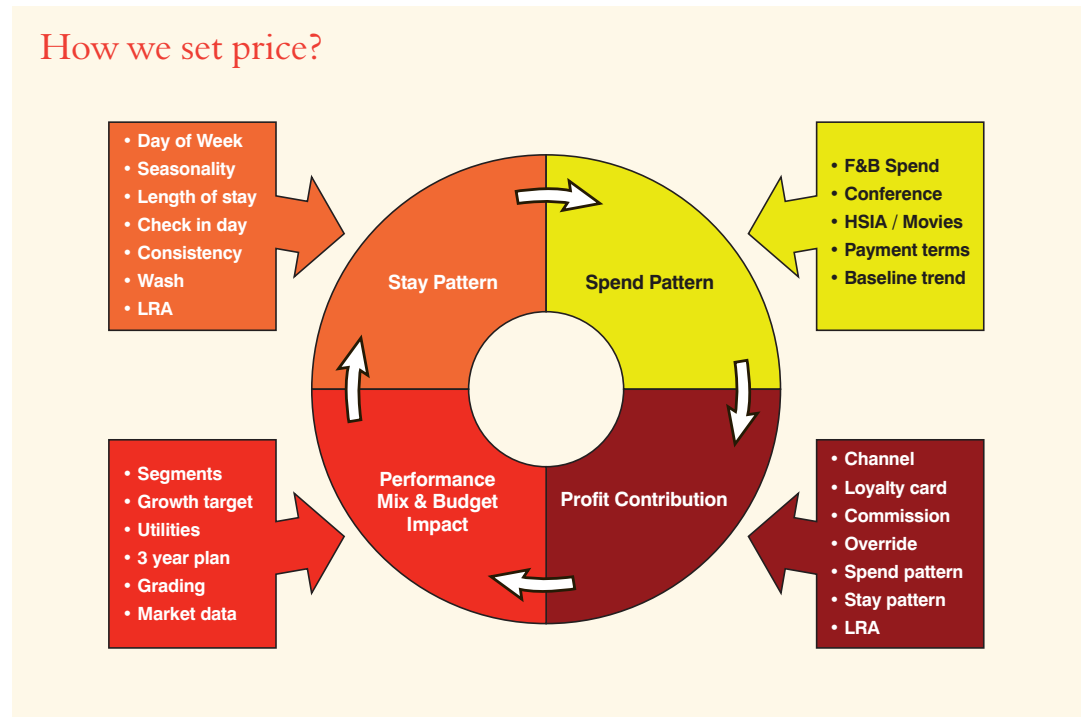 How we set price?
• Day of Week
• Seasonality
• Length of stay
• Check in day
• Consistency
• Wash
• LRA
• F&B Spend
• Conference
• HSIA / Movies
• Payment terms
• Baseline trend
Stay Pattern
Spend Pattern
Performance
Mix & Budget
Impact
Profit Contribution
• Segments
• Growth target
• Utilities
• 3 year plan
• Grading
• Market data
• Channel
• Loyalty card
• Commission
• Override
• Spend pattern
• Stay pattern
• LRA